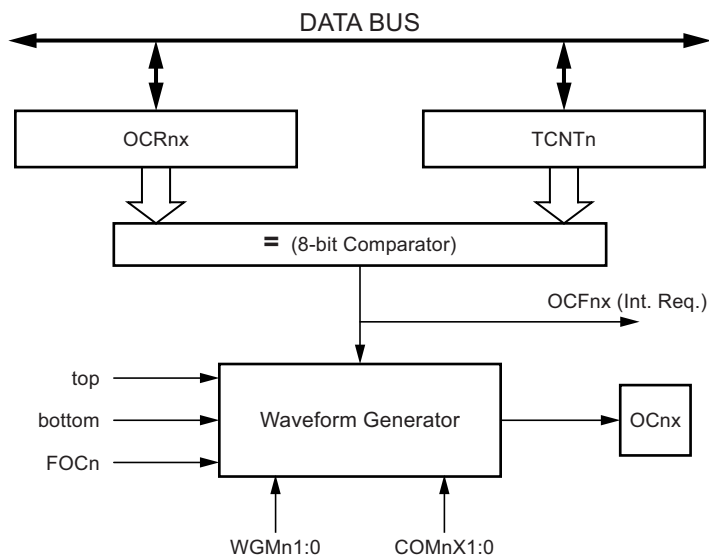 DATA BUS
OCRnx
TCNTn
= (8-bit Comparator)
OCFnx (Int. Req.)
top
bottom
FOCn
Waveform Generator
OCnx
WGMn1:0
COMnX1:0